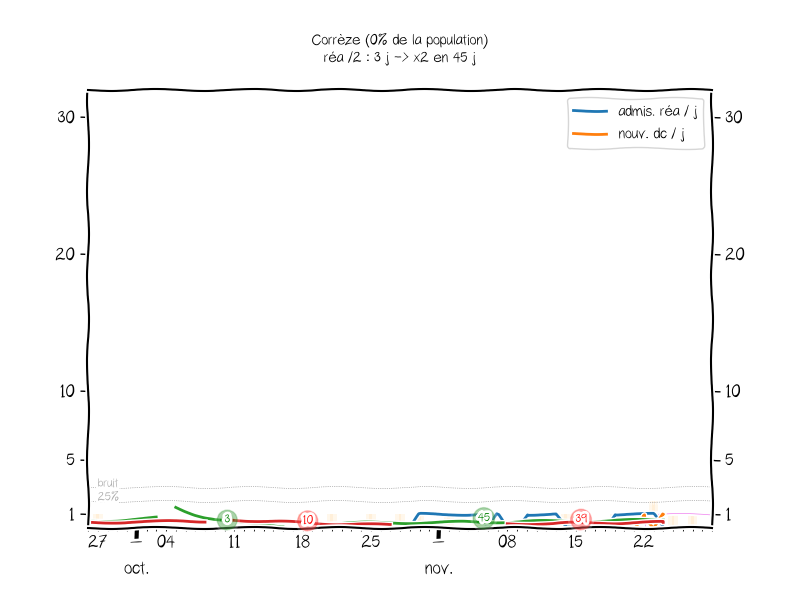 Corrèze (0% de la population)
réa /2 : 3 j -> x2 en 45 j
admis. réa / j
nouv. dc / j
30 30
20 20
10 10
5 5
bruit
25%
1 1
3 10 45 39
27 — 04 11 18 25 — 08 15 22
oct. nov.